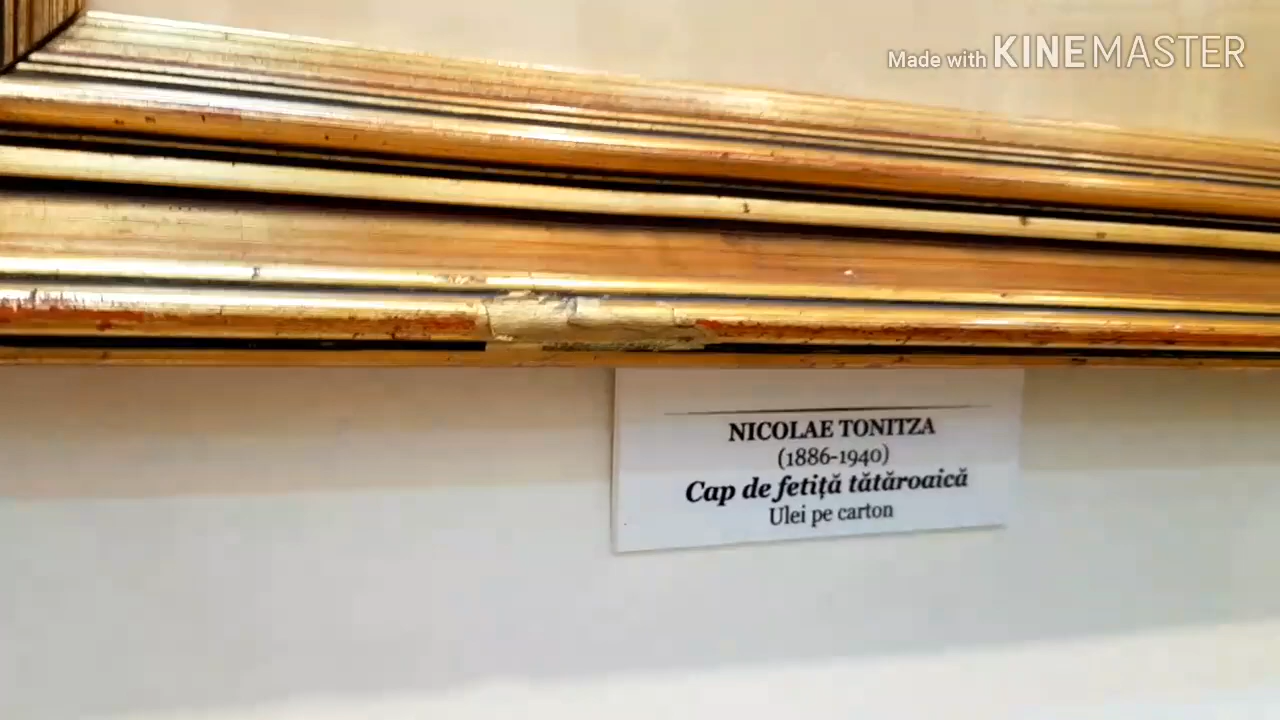 Made with KINEMASTER
NICOLAE TONITZA
(1886-1940)
Cap de fetiță tătăroaică
Ulei pe carton